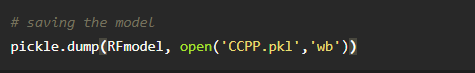 # saving the model
pickle.dump(RFmodel, open('CCPP.pkl','wb'))